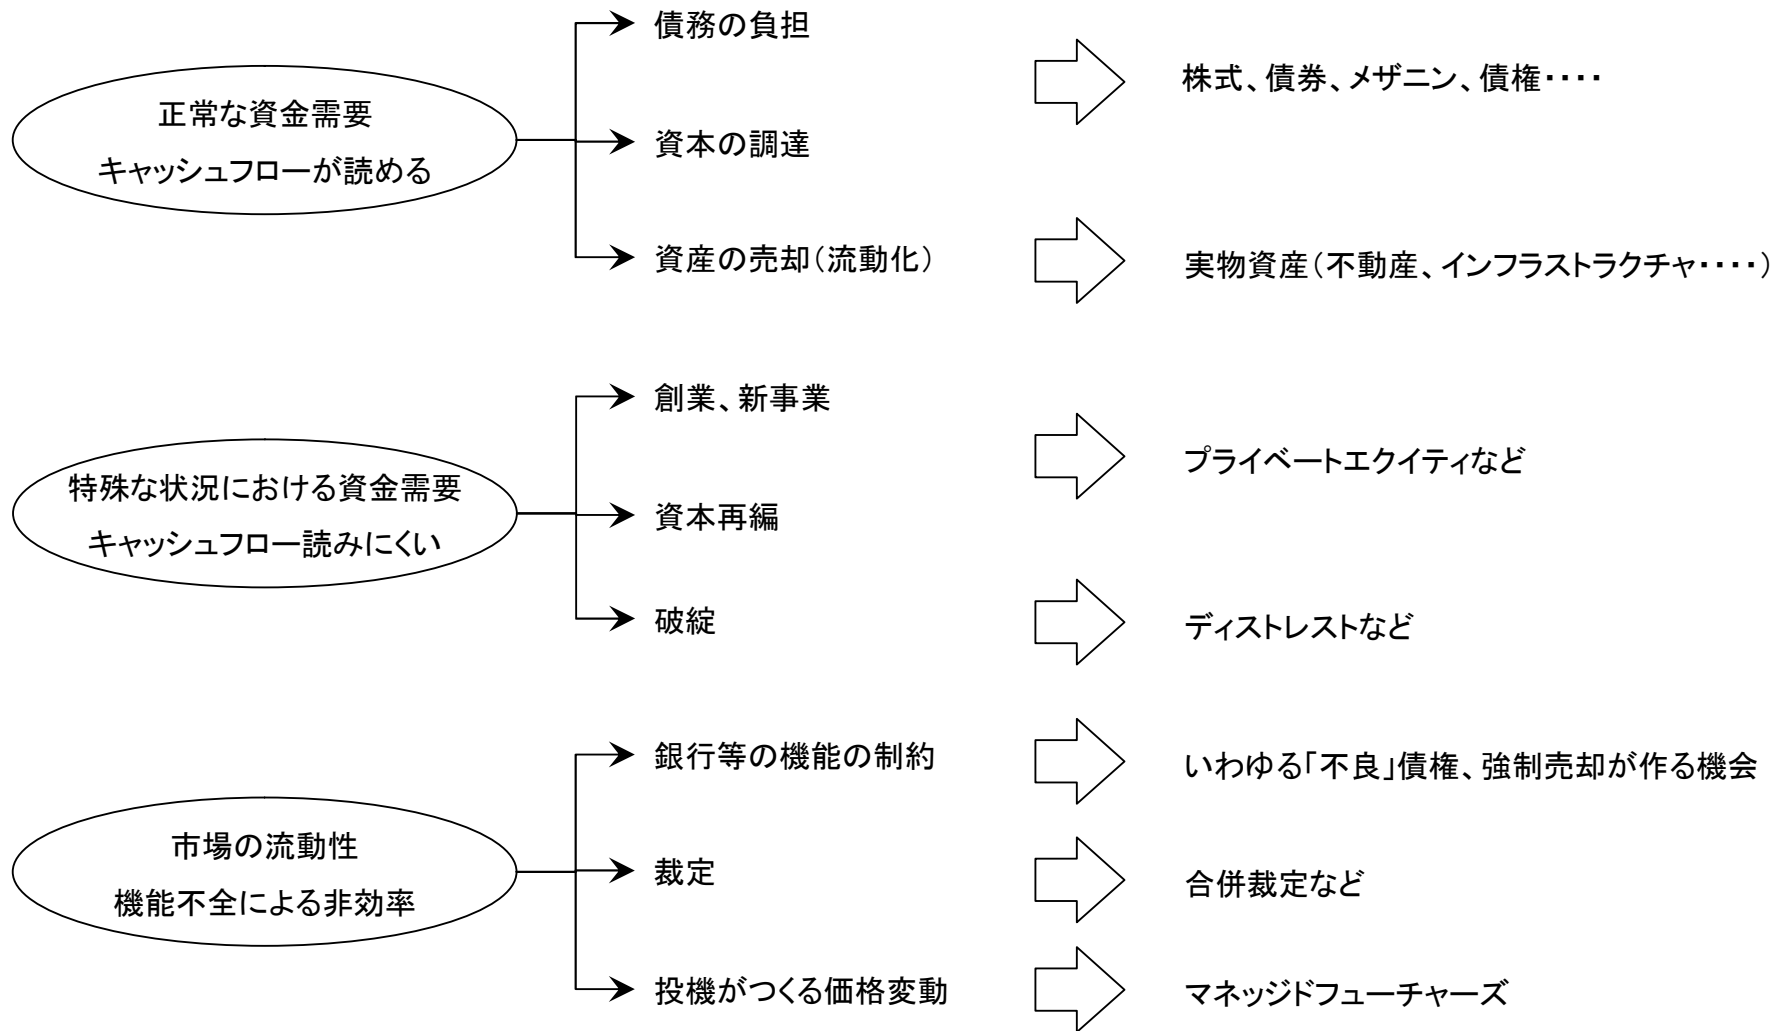 正常な資金需要
キャッシュフローが読める
債務の負担
資本の調達
資産の売却(流動化)
株式、債券、メザニン、債権・・・・
実物資産(不動産、インフラストラクチャ・・・・)
特殊な状況における資金需要
キャッシュフロー読みにくい
創業、新事業
資本再編
破綻
プライベートエクイティなど
ディストレストなど
市場の流動性
機能不全による非効率
銀行等の機能の制約
裁定
投機がつくる価格変動
いわゆる「不良」債権、強制売却が作る機会
合併裁定など
マネッジドフューチャーズ